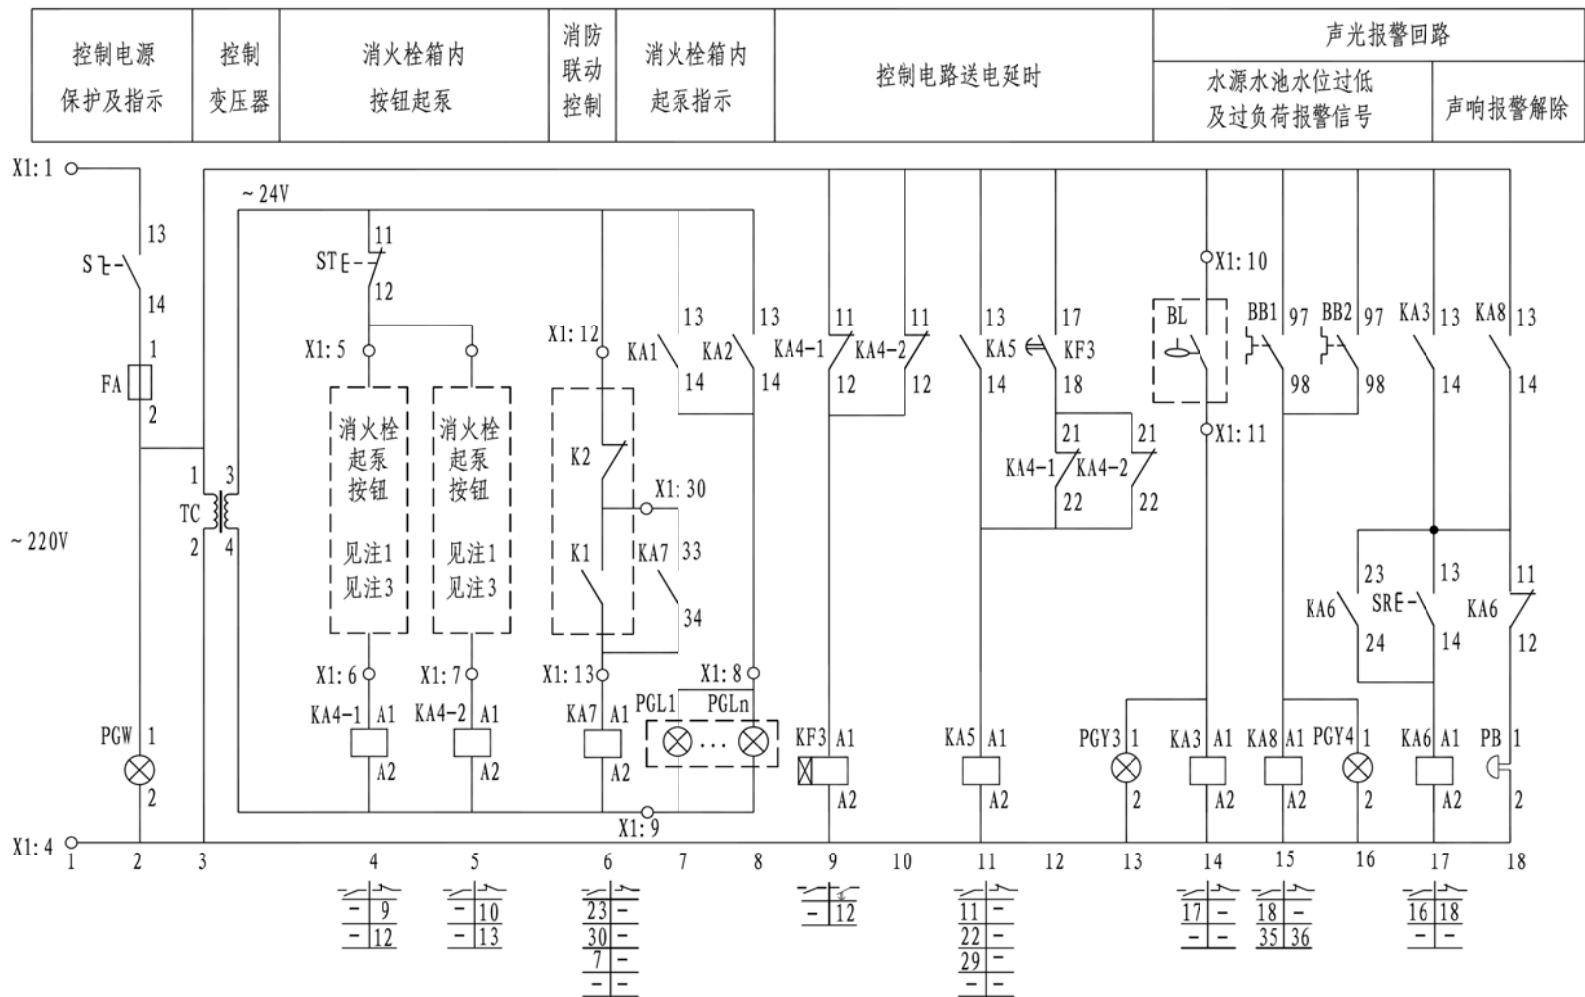 控制电源
保护及指示
控制
变压器
消火栓箱内
按钮起泵
消防
联动
控制
消火栓箱内
起泵指示
控制电路送电延时
声光报警回路
水源水池水位过低
及过负荷报警信号
声响报警解除
X1:1
~24V
13
S
14
11
ST
12
X1:10
1
FA
2
X1:5
X1:12
13
KA1
14
13
KA2
14
11
KA4-1
12
11
KA4-2
12
13
KA5
14
17
KF3
18
BL
X1:11
BB1 97
98
BB2 97
98
KA3 13
14
KA8 13
14
消火栓
起泵
按钮
见注1
见注3
消火栓
起泵
按钮
见注1
见注3
K2
X1:30
K1
KA7 33
34
21
KA4-1
22
21
KA4-2
22
1 3
TC
2 4
~220V
23
KA6
24
13
SR
14
11
KA6
12
X1:6
X1:7
X1:13
X1:8
PGL1 PGLn
...
PGW 1
2
KA4-1 A1
A2
KA4-2 A1
A2
KA7 A1
A2
KF3 A1
A2
KA5 A1
A2
PGY3 1
2
KA3 A1
A2
KA8 A1
A2
PGY4 1
2
KA6 A1
A2
PB 1
2
X1:9
X1:4
1 2 3 4 5 6 7 8 9 10 11 12 13 14 15 16 17 18
- 9
- 12
- 10
- 13
23 -
30 -
7 -
- -
- 12
11 -
22 -
29 -
- -
17 -
- -
18 -
35 36
16 18
- -